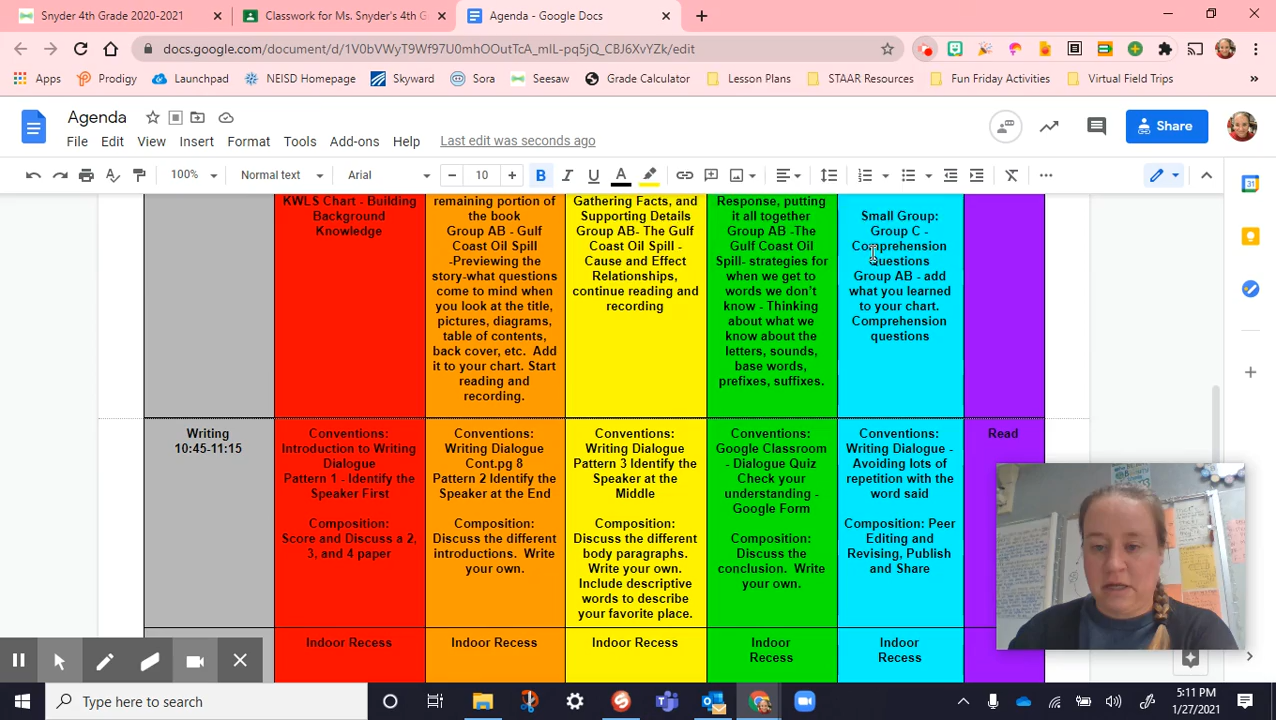 Snyder 4th Grade 2020-2021
Classwork for Ms. Snyder's 4th G
Agenda - Google Docs
docs.google.com/document/d/1V0bVWyT9Wf97U0mhOOutTcA_mlL-pq5jQ_CBJ6XvYZk/edit
Apps
Prodigy
Launchpad
NEISD Homepage
Skyward
Sora
Seesaw
Grade Calculator
Lesson Plans
STAAR Resources
Fun Friday Activities
Virtual Field Trips
Agenda
File Edit View Insert Format Tools Add-ons Help
Last edit was seconds ago
Share
100%
Normal text
Arial
10
KWLS Chart - Building
Background
Knowledge
remaining portion of
the book
Group AB - Gulf
Coast Oil Spill
-Previewing the
story-what questions
come to mind when
you look at the title,
pictures, diagrams,
table of contents,
back cover, etc.  Add
it to your chart. Start
reading and
recording.
Gathering Facts, and
Supporting Details
Group AB- The Gulf
Coast Oil Spill -
Cause and Effect
Relationships,
continue reading and
recording
Response, putting
it all together
Group AB -The
Gulf Coast Oil
Spill- strategies for
when we get to
words we don't
know - Thinking
about what we
know about the
letters, sounds,
base words,
prefixes, suffixes.
Small Group:
Group C -
Comprehension
Questions
Group AB - add
what you learned
to your chart.
Comprehension
questions
Writing
10:45-11:15
Conventions:
Introduction to Writing
Dialogue
Pattern 1 - Identify the
Speaker First
Composition:
Score and Discuss a 2,
3, and 4 paper
Conventions:
Writing Dialogue
Cont.pg 8
Pattern 2 Identify the
Speaker at the End
Composition:
Discuss the different
introductions.  Write
your own.
Conventions:
Writing Dialogue
Pattern 3 Identify the
Speaker at the
Middle
Composition:
Discuss the different
body paragraphs.
Write your own.
Include descriptive
words to describe
your favorite place.
Conventions:
Google Classroom
- Dialogue Quiz
Check your
understanding -
Google Form
Composition:
Discuss the
conclusion.  Write
your own.
Conventions:
Writing Dialogue -
Avoiding lots of
repetition with the
word said
Composition: Peer
Editing and
Revising, Publish
and Share
Read
Indoor Recess
Indoor Recess
Indoor Recess
Indoor
Recess
Indoor
Recess
Type here to search
5:11 PM
1/27/2021